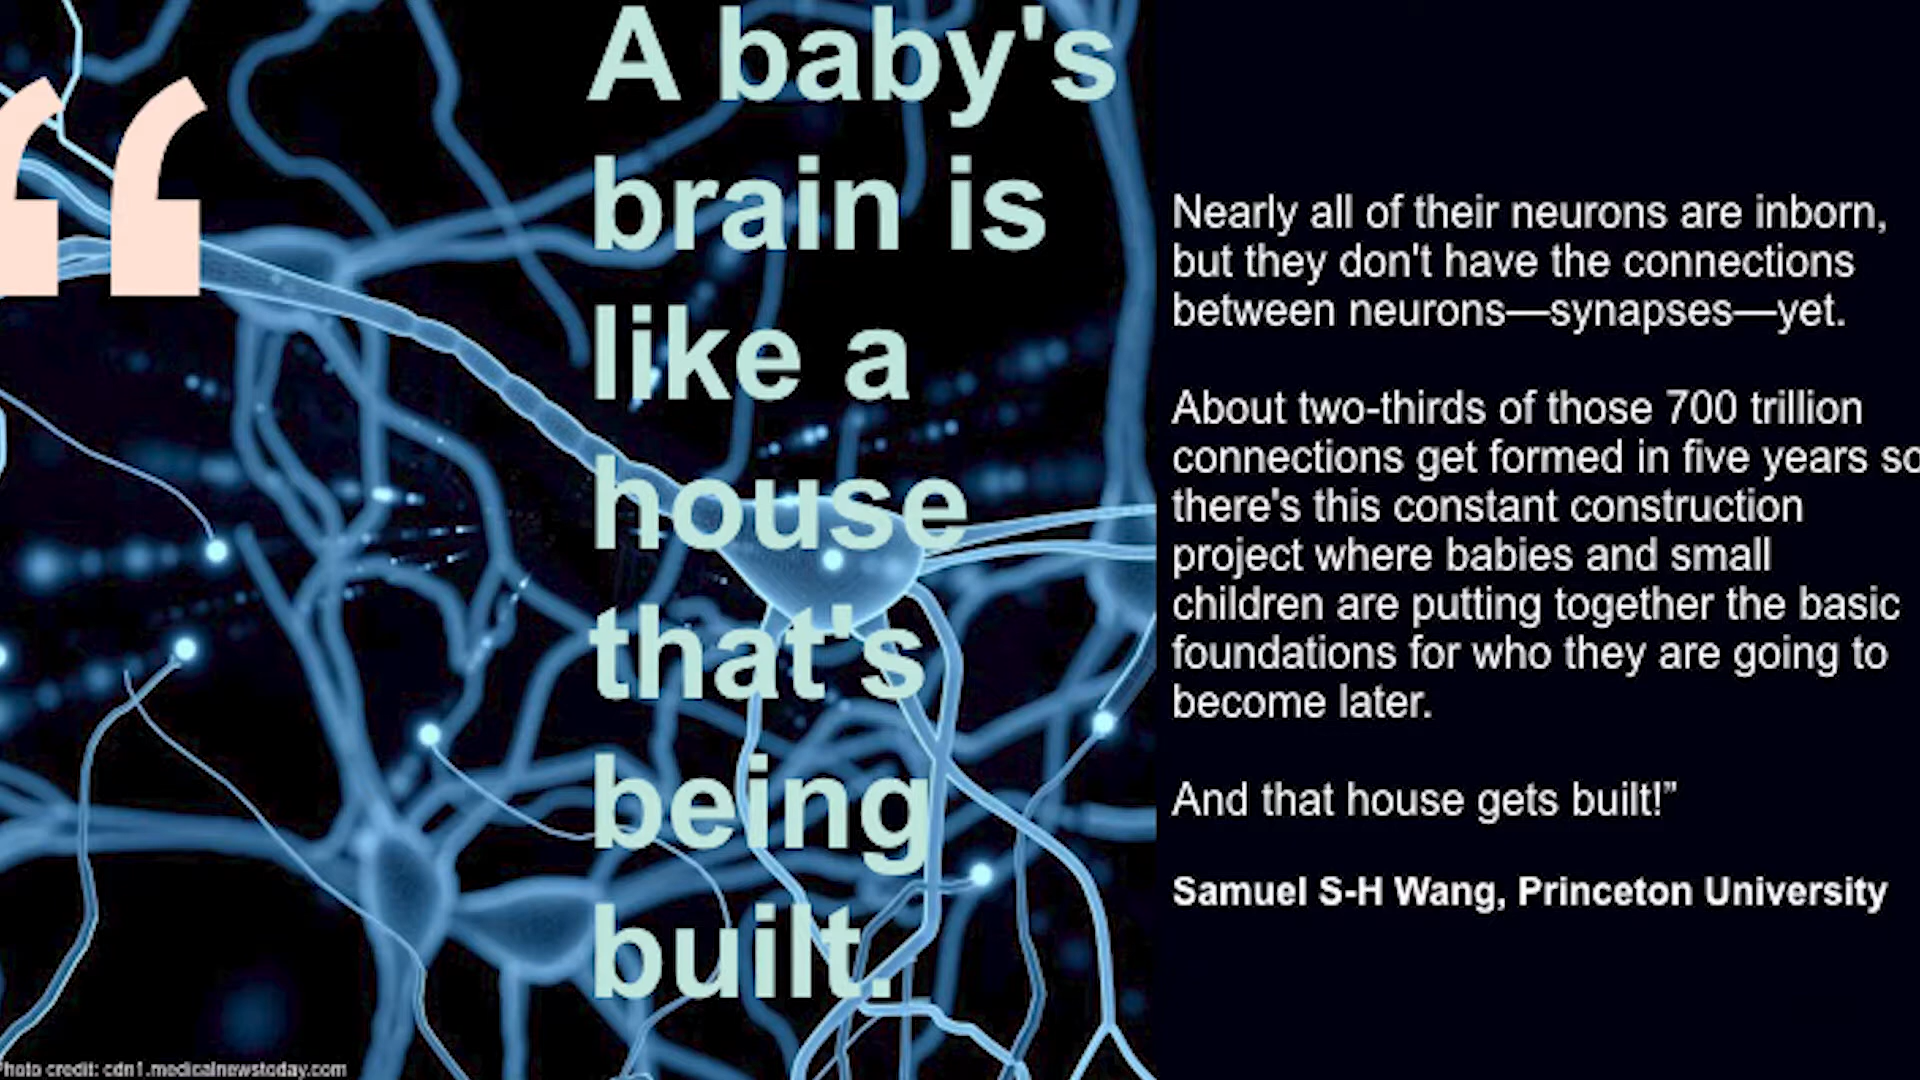 “
A baby's
brain is
like a
house
that's
being
built.
Nearly all of their neurons are inborn,
but they don't have the connections
between neurons—synapses—yet.
About two-thirds of those 700 trillion
connections get formed in five years so
there's this constant construction
project where babies and small
children are putting together the basic
foundations for who they are going to
become later.
And that house gets built!”
Samuel S-H Wang, Princeton University
Photo credit: cdn1.medicalnewstoday.com